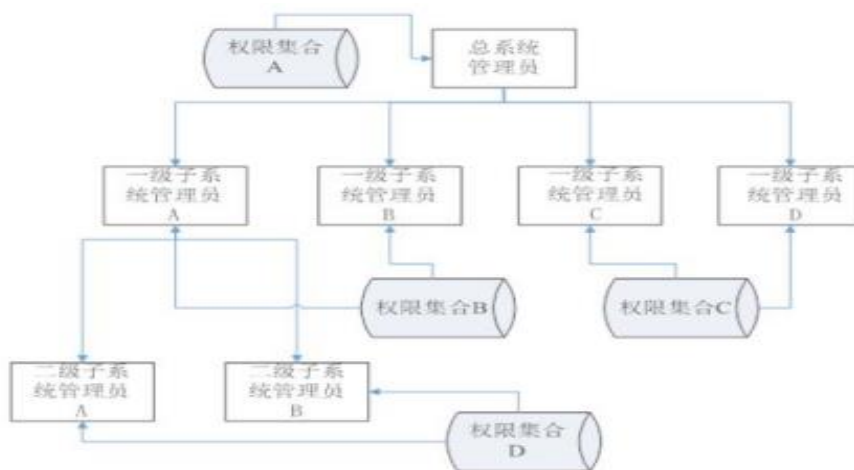 权限集合
A
总系统
管理员
一级子系
统管理员
A
一级子系
统管理员
B
一级子系
统管理员
C
一级子系
统管理员
D
权限集合B
权限集合C
二级子系
统管理员
A
二级子系
统管理员
B
权限集合
D